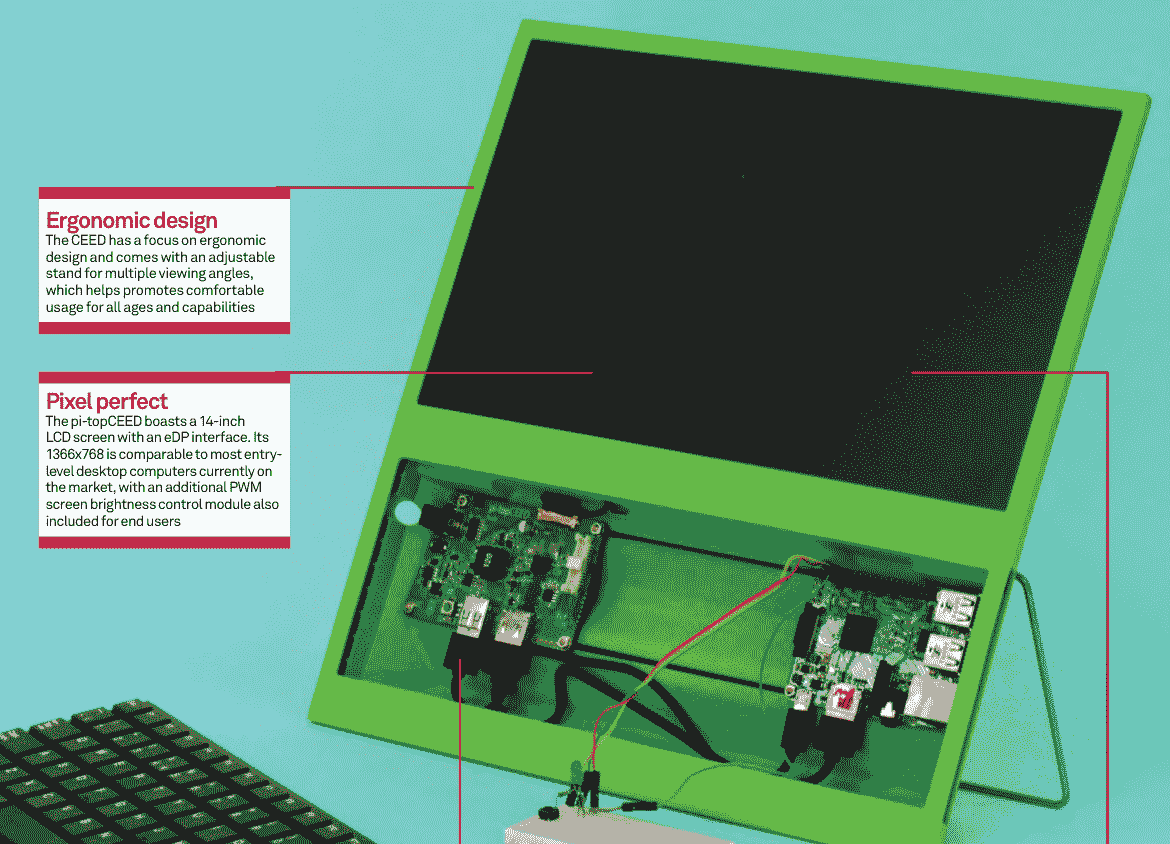 Ergonomic design
The CEED has a focus on ergonomic
design and comes with an adjustable
stand for multiple viewing angles,
which helps promotes comfortable
usage for all ages and capabilities
Pixel perfect
The pi-topCEED boasts a 14-inch
LCD screen with an eDP interface. Its
1366x768 is comparable to most entry-
level desktop computers currently on
the market, with an additional PWM
screen brightness control module also
included for end users